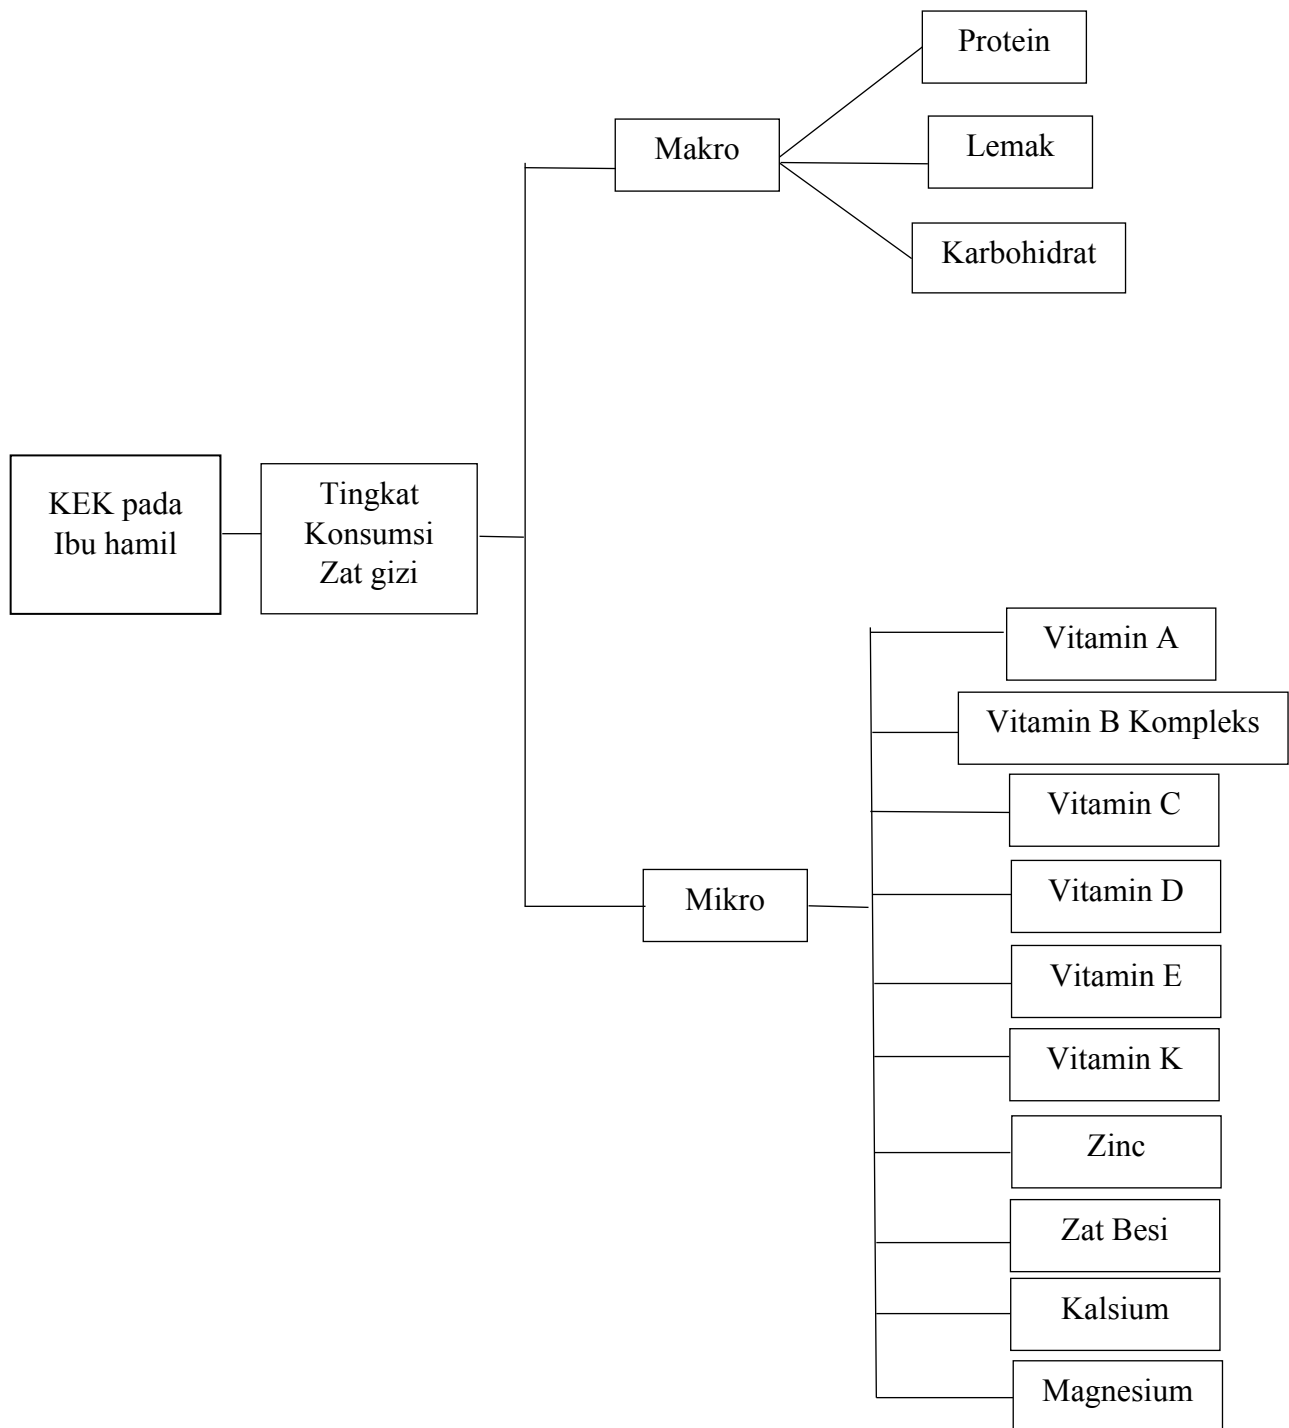 Protein
Makro
Lemak
Karbohidrat
KEK pada
Ibu hamil
Tingkat
Konsumsi
Zat gizi
Vitamin A
Vitamin B Kompleks
Vitamin C
Vitamin D
Mikro
Vitamin E
Vitamin K
Zinc
Zat Besi
Kalsium
Magnesium